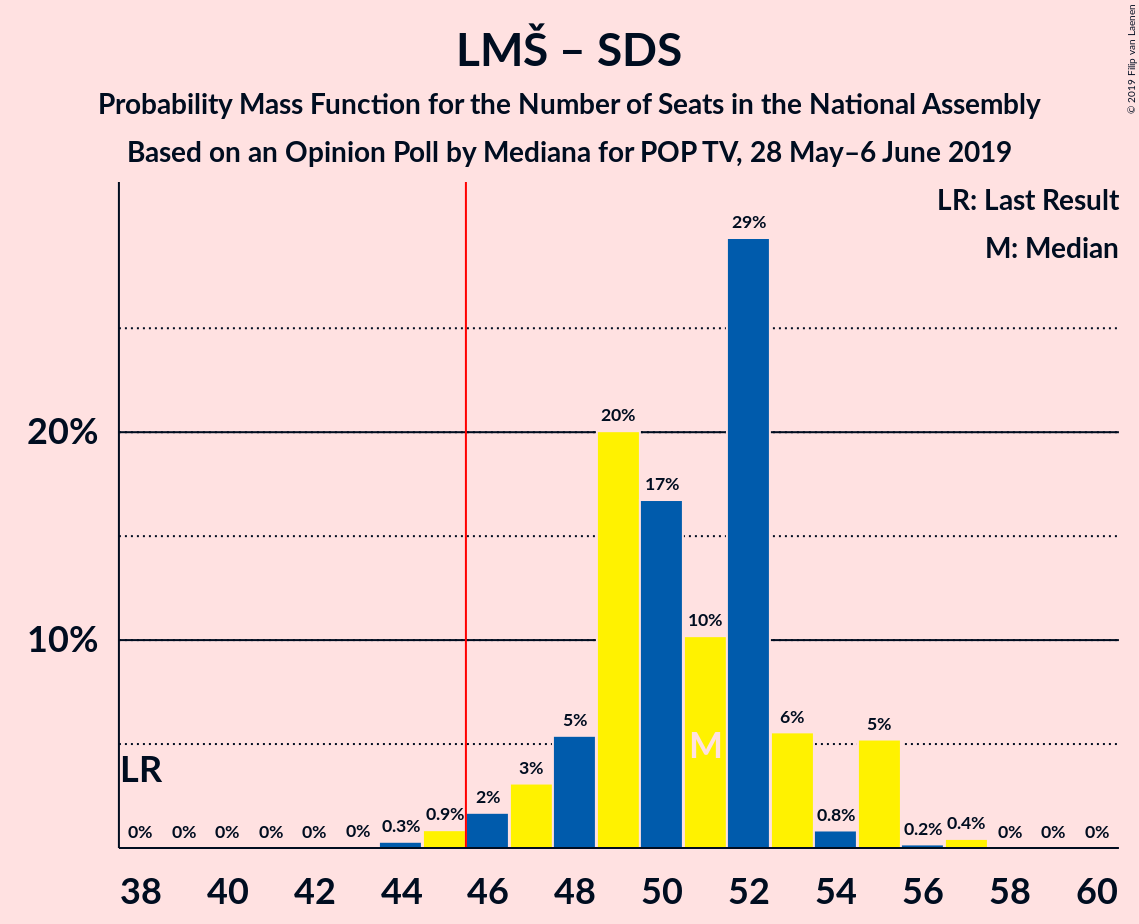 LMŠ – SDS
Probability Mass Function for the Number of Seats in the National Assembly
Based on an Opinion Poll by Mediana for POP TV, 28 May–6 June 2019
© 2019 Filip van Laenen
LR: Last Result
M: Median
29%
20%
20%
17%
10%
10%
6%
5%
5%
M
LR
3%
2%
0.9%
0.8%
0.3%
0.4%
0.2%
0% 0% 0% 0% 0% 0% 0% 0% 0%
38 40 42 44 46 48 50 52 54 56 58 60